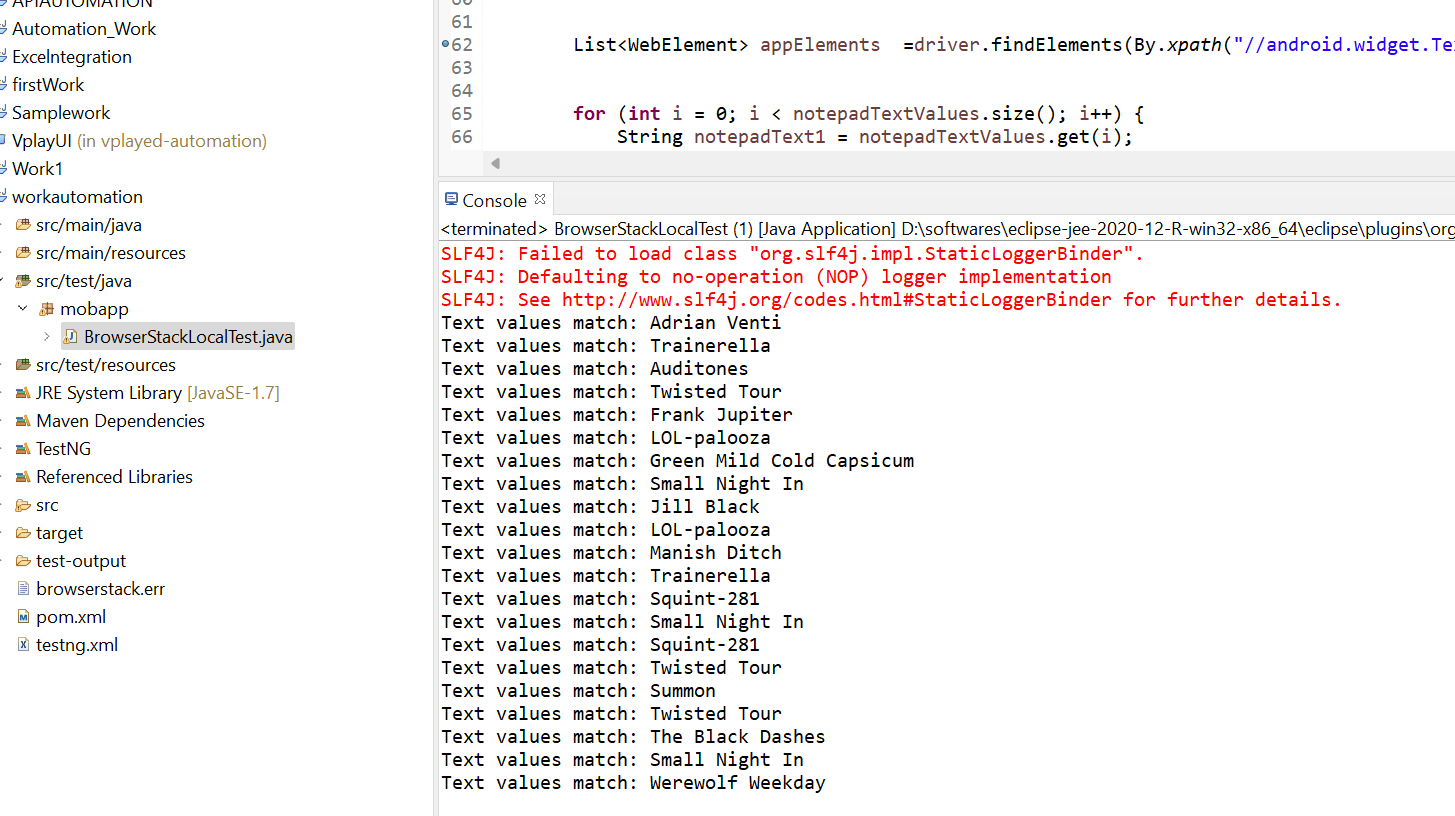 APIAUTOMATION
Automation_Work
ExcelIntegration
firstWork
Samplework
VplayUI (in vplayed-automation)
Work1
workautomation
src/main/java
src/main/resources
src/test/java
mobapp
BrowserStackLocalTest.java
src/test/resources
JRE System Library [JavaSE-1.7]
Maven Dependencies
TestNG
Referenced Libraries
src
target
test-output
browserstack.err
pom.xml
testng.xml
60
61
62 List<WebElement> appElements =driver.findElements(By.xpath("//android.widget.Te
63
64
65 for (int i = 0; i < notepadTextValues.size(); i++) {
66 String notepadText1 = notepadTextValues.get(i);
Console
<terminated> BrowserStackLocalTest (1) [Java Application] D:\softwares\eclipse-jee-2020-12-R-win32-x86_64\eclipse\plugins\org
SLF4J: Failed to load class "org.slf4j.impl.StaticLoggerBinder".
SLF4J: Defaulting to no-operation (NOP) logger implementation
SLF4J: See http://www.slf4j.org/codes.html#StaticLoggerBinder for further details.
Text values match: Adrian Venti
Text values match: Trainerella
Text values match: Auditones
Text values match: Twisted Tour
Text values match: Frank Jupiter
Text values match: LOL-palooza
Text values match: Green Mild Cold Capsicum
Text values match: Small Night In
Text values match: Jill Black
Text values match: LOL-palooza
Text values match: Manish Ditch
Text values match: Trainerella
Text values match: Squint-281
Text values match: Small Night In
Text values match: Squint-281
Text values match: Twisted Tour
Text values match: Summon
Text values match: Twisted Tour
Text values match: The Black Dashes
Text values match: Small Night In
Text values match: Werewolf Weekday